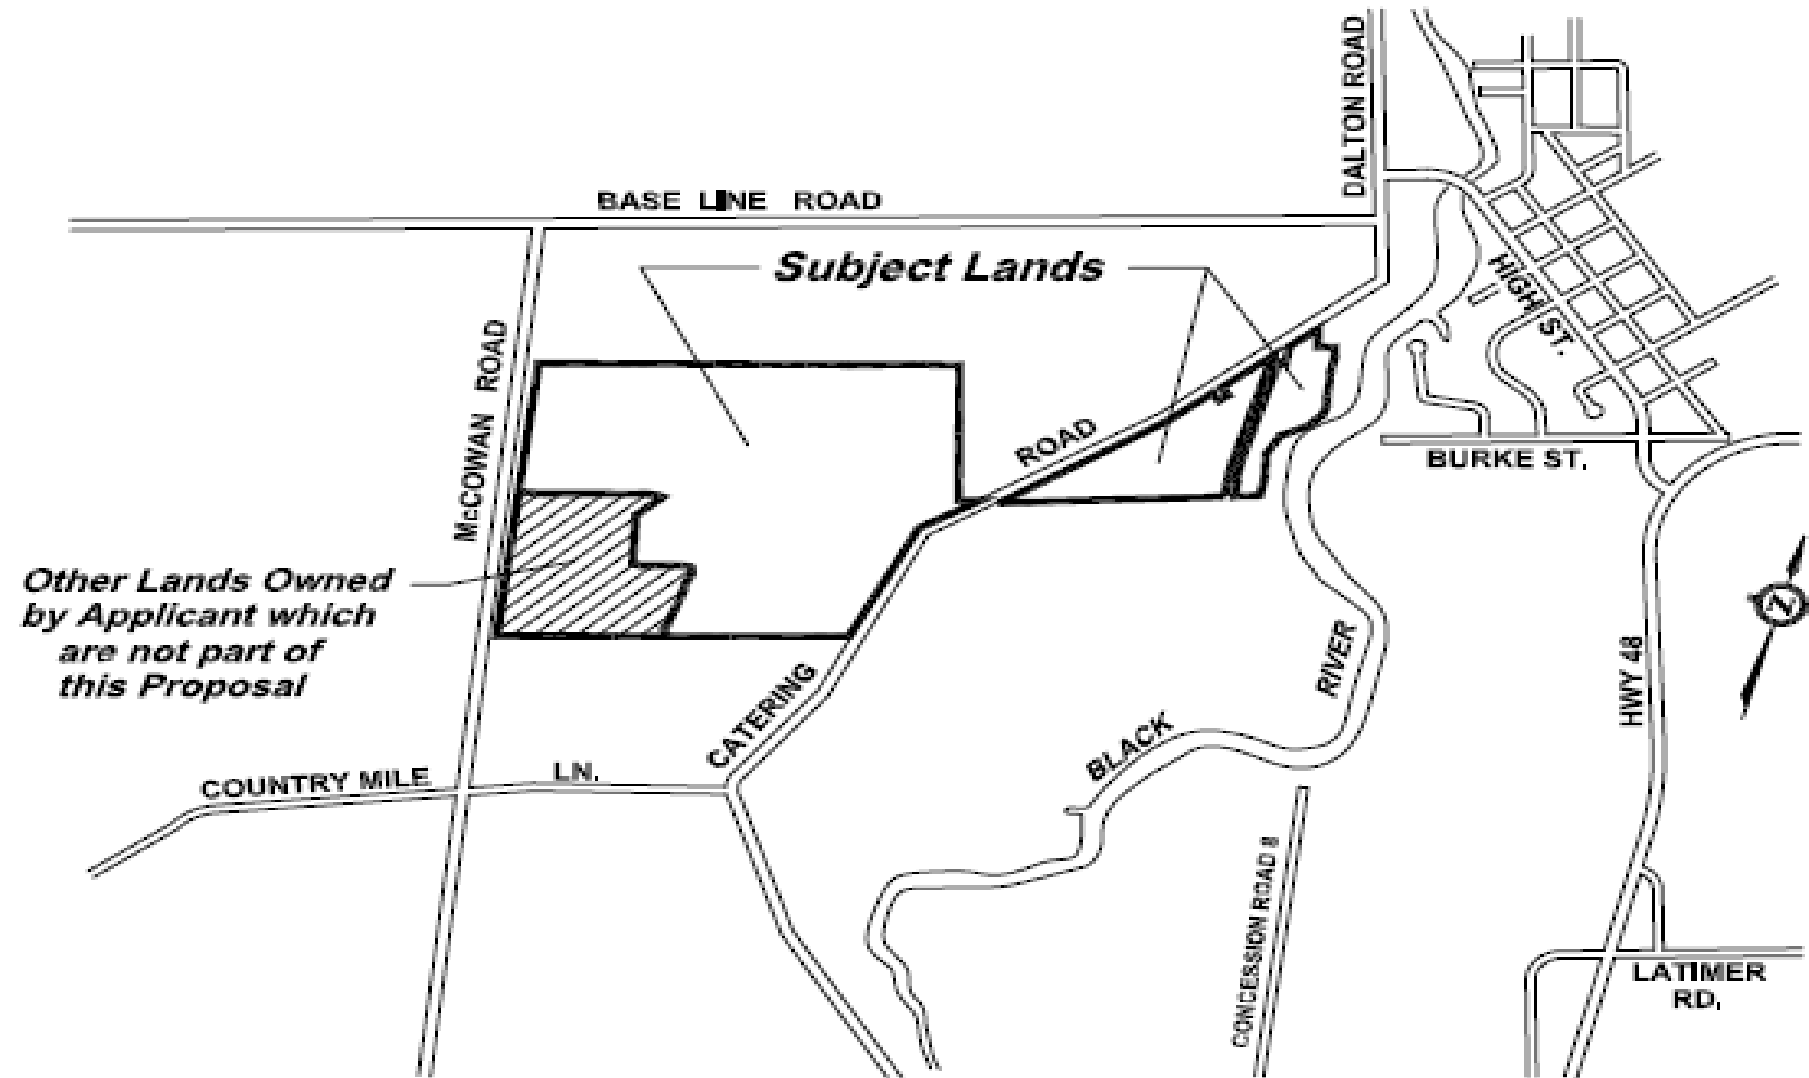 DALTON ROAD
BASE LINE ROAD
Subject Lands
HIGH ST.
McCOWAN ROAD
ROAD
BURKE ST.
Other Lands Owned
by Applicant which
are not part of
this Proposal
N
RIVER
HWY 48
CATERING
BLACK
COUNTRY MILE LN.
CONCESSION ROAD 8
LATIMER
RD.